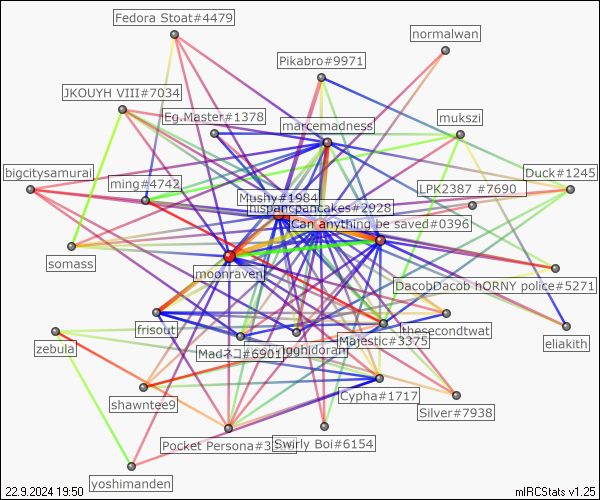 Fedora Stoat#4479
normalwan
Pikabro#9971
JKOUYH VIII#7034
Eg Master#1378
marcemadness
mukszi
bigcitysamurai
ming#4742
Duck#1245
LPK2387 #7690
Mushy#1984
hispanicpancakes#2928
Can anything be saved#0396
somass
moonraven
DacobDacob hORNY police#5271
frisout
thesecondtwat
zebula
Majestic#3375
eliakith
Madネコ#6901
ghidorah
shawntee9
Cypha#1717
Silver#7938
Pocket Persona#3
Swirly Boi#6154
yoshimanden
22.9.2024 19:50
mIRCStats v1.25